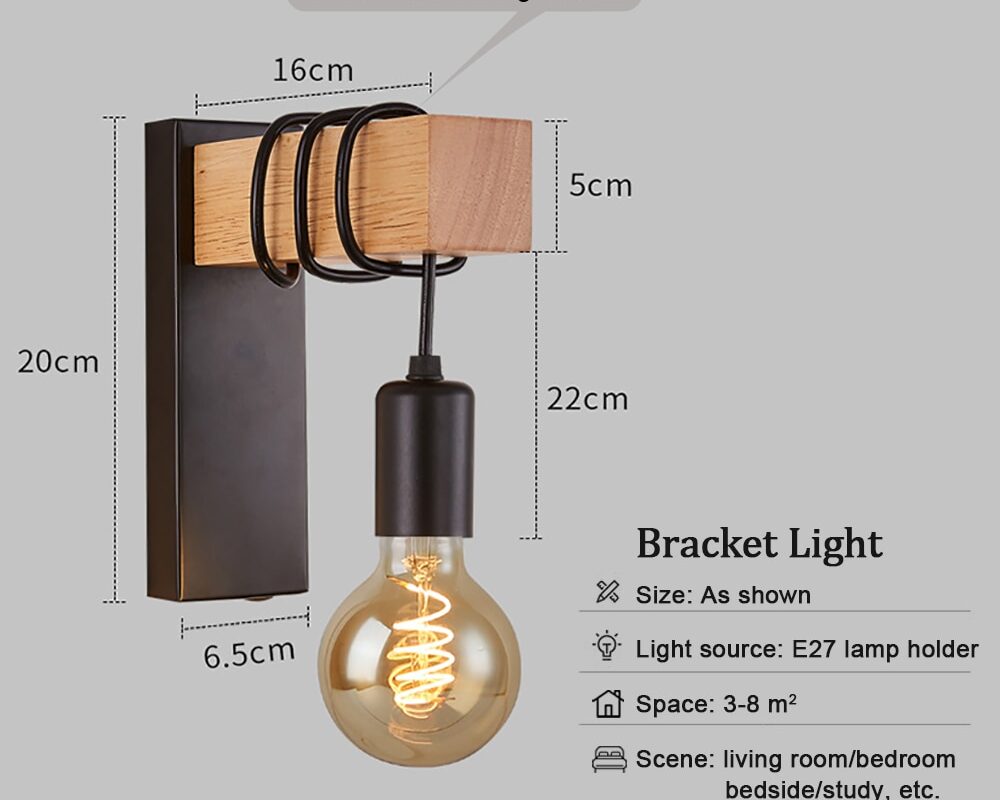 16cm
5cm
20cm
22cm
6.5cm
Bracket Light
Size: As shown
Light source: E27 lamp holder
Space: 3-8 m²
Scene: living room/bedroom
bedside/study, etc.